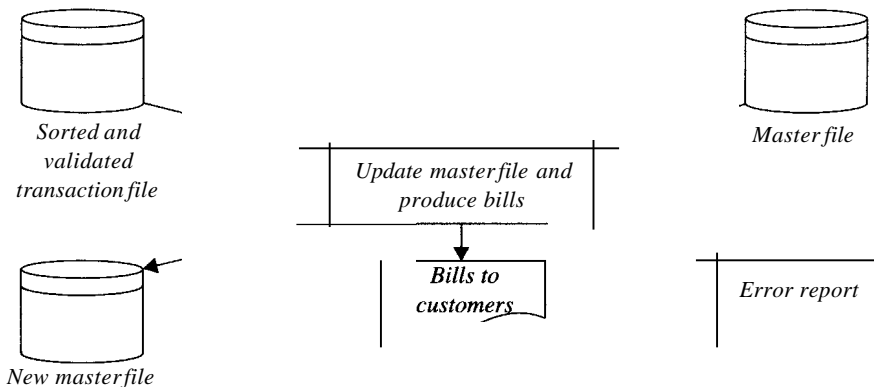 Sorted and
validated
transaction file
Master file
Update master file and
produce bills
Bills to
customers
Error report
New master file